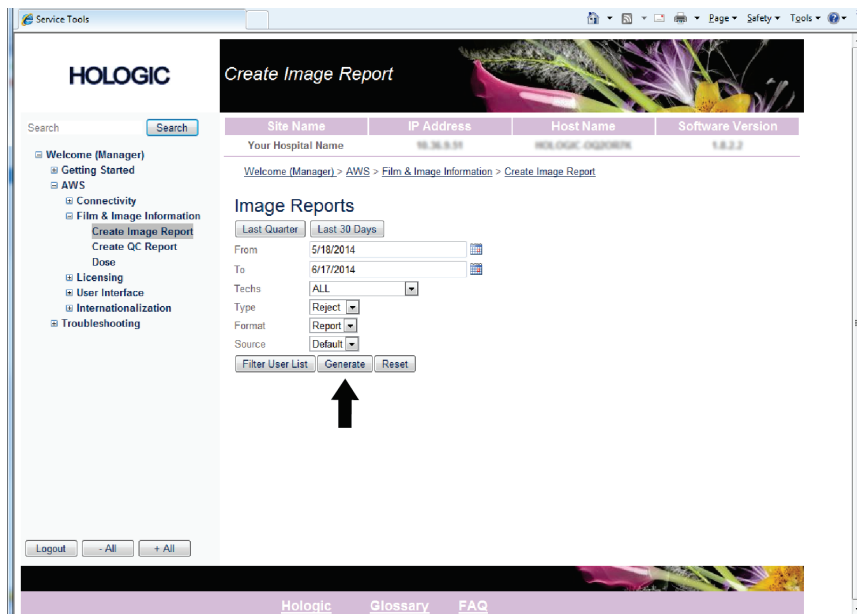 Service Tools
Page Safety Tools
HOLOGIC
Create Image Report
Search Search
Site Name IP Address Host Name Software Version
Your Hospital Name 1.8.2.2
Welcome (Manager)
Getting Started
AWS
Connectivity
Film & Image Information
Create Image Report
Create QC Report
Dose
Licensing
User Interface
Internationalization
Troubleshooting
Welcome (Manager) > AWS > Film & Image Information > Create Image Report
Image Reports
Last Quarter Last 30 Days
From 5/18/2014
To 6/17/2014
Techs ALL
Type Reject
Format Report
Source Default
Filter User List Generate Reset
Logout - All + All
Hologic Glossary FAQ